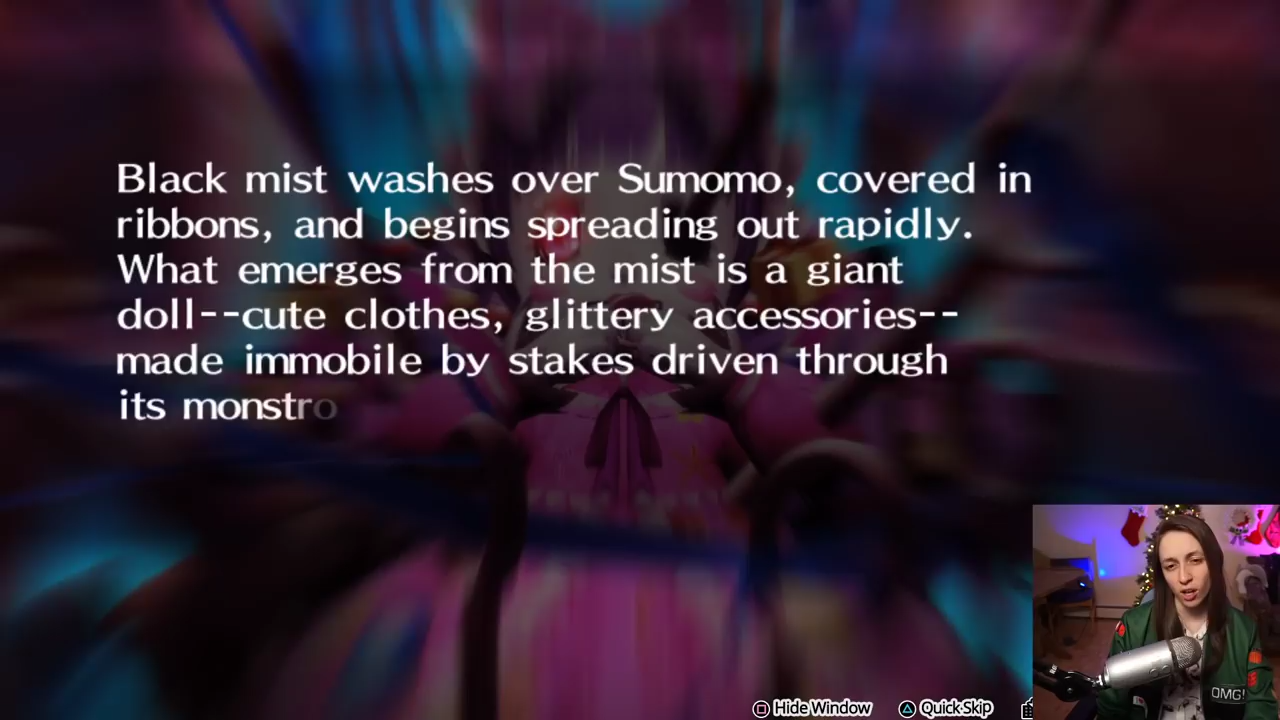 Black mist washes over Sumomo, covered in
ribbons, and begins spreading out rapidly.
What emerges from the mist is a giant
doll--cute clothes, glittery accessories--
made immobile by stakes driven through
its monstro
Hide Window
Quick Skip
OMG!